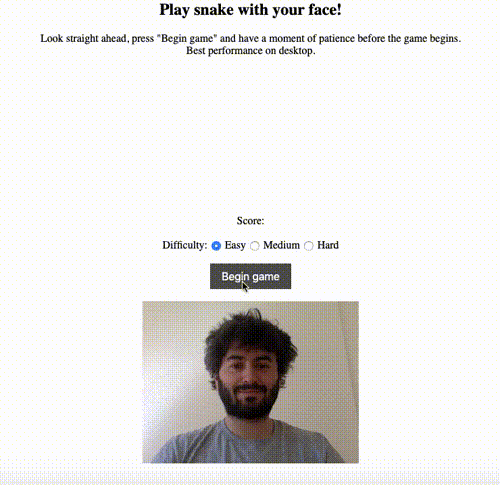 Play snake with your face!
Look straight ahead, press "Begin game" and have a moment of patience before the game begins.
Best performance on desktop.
Score:
Difficulty: Easy Medium Hard
Begin game